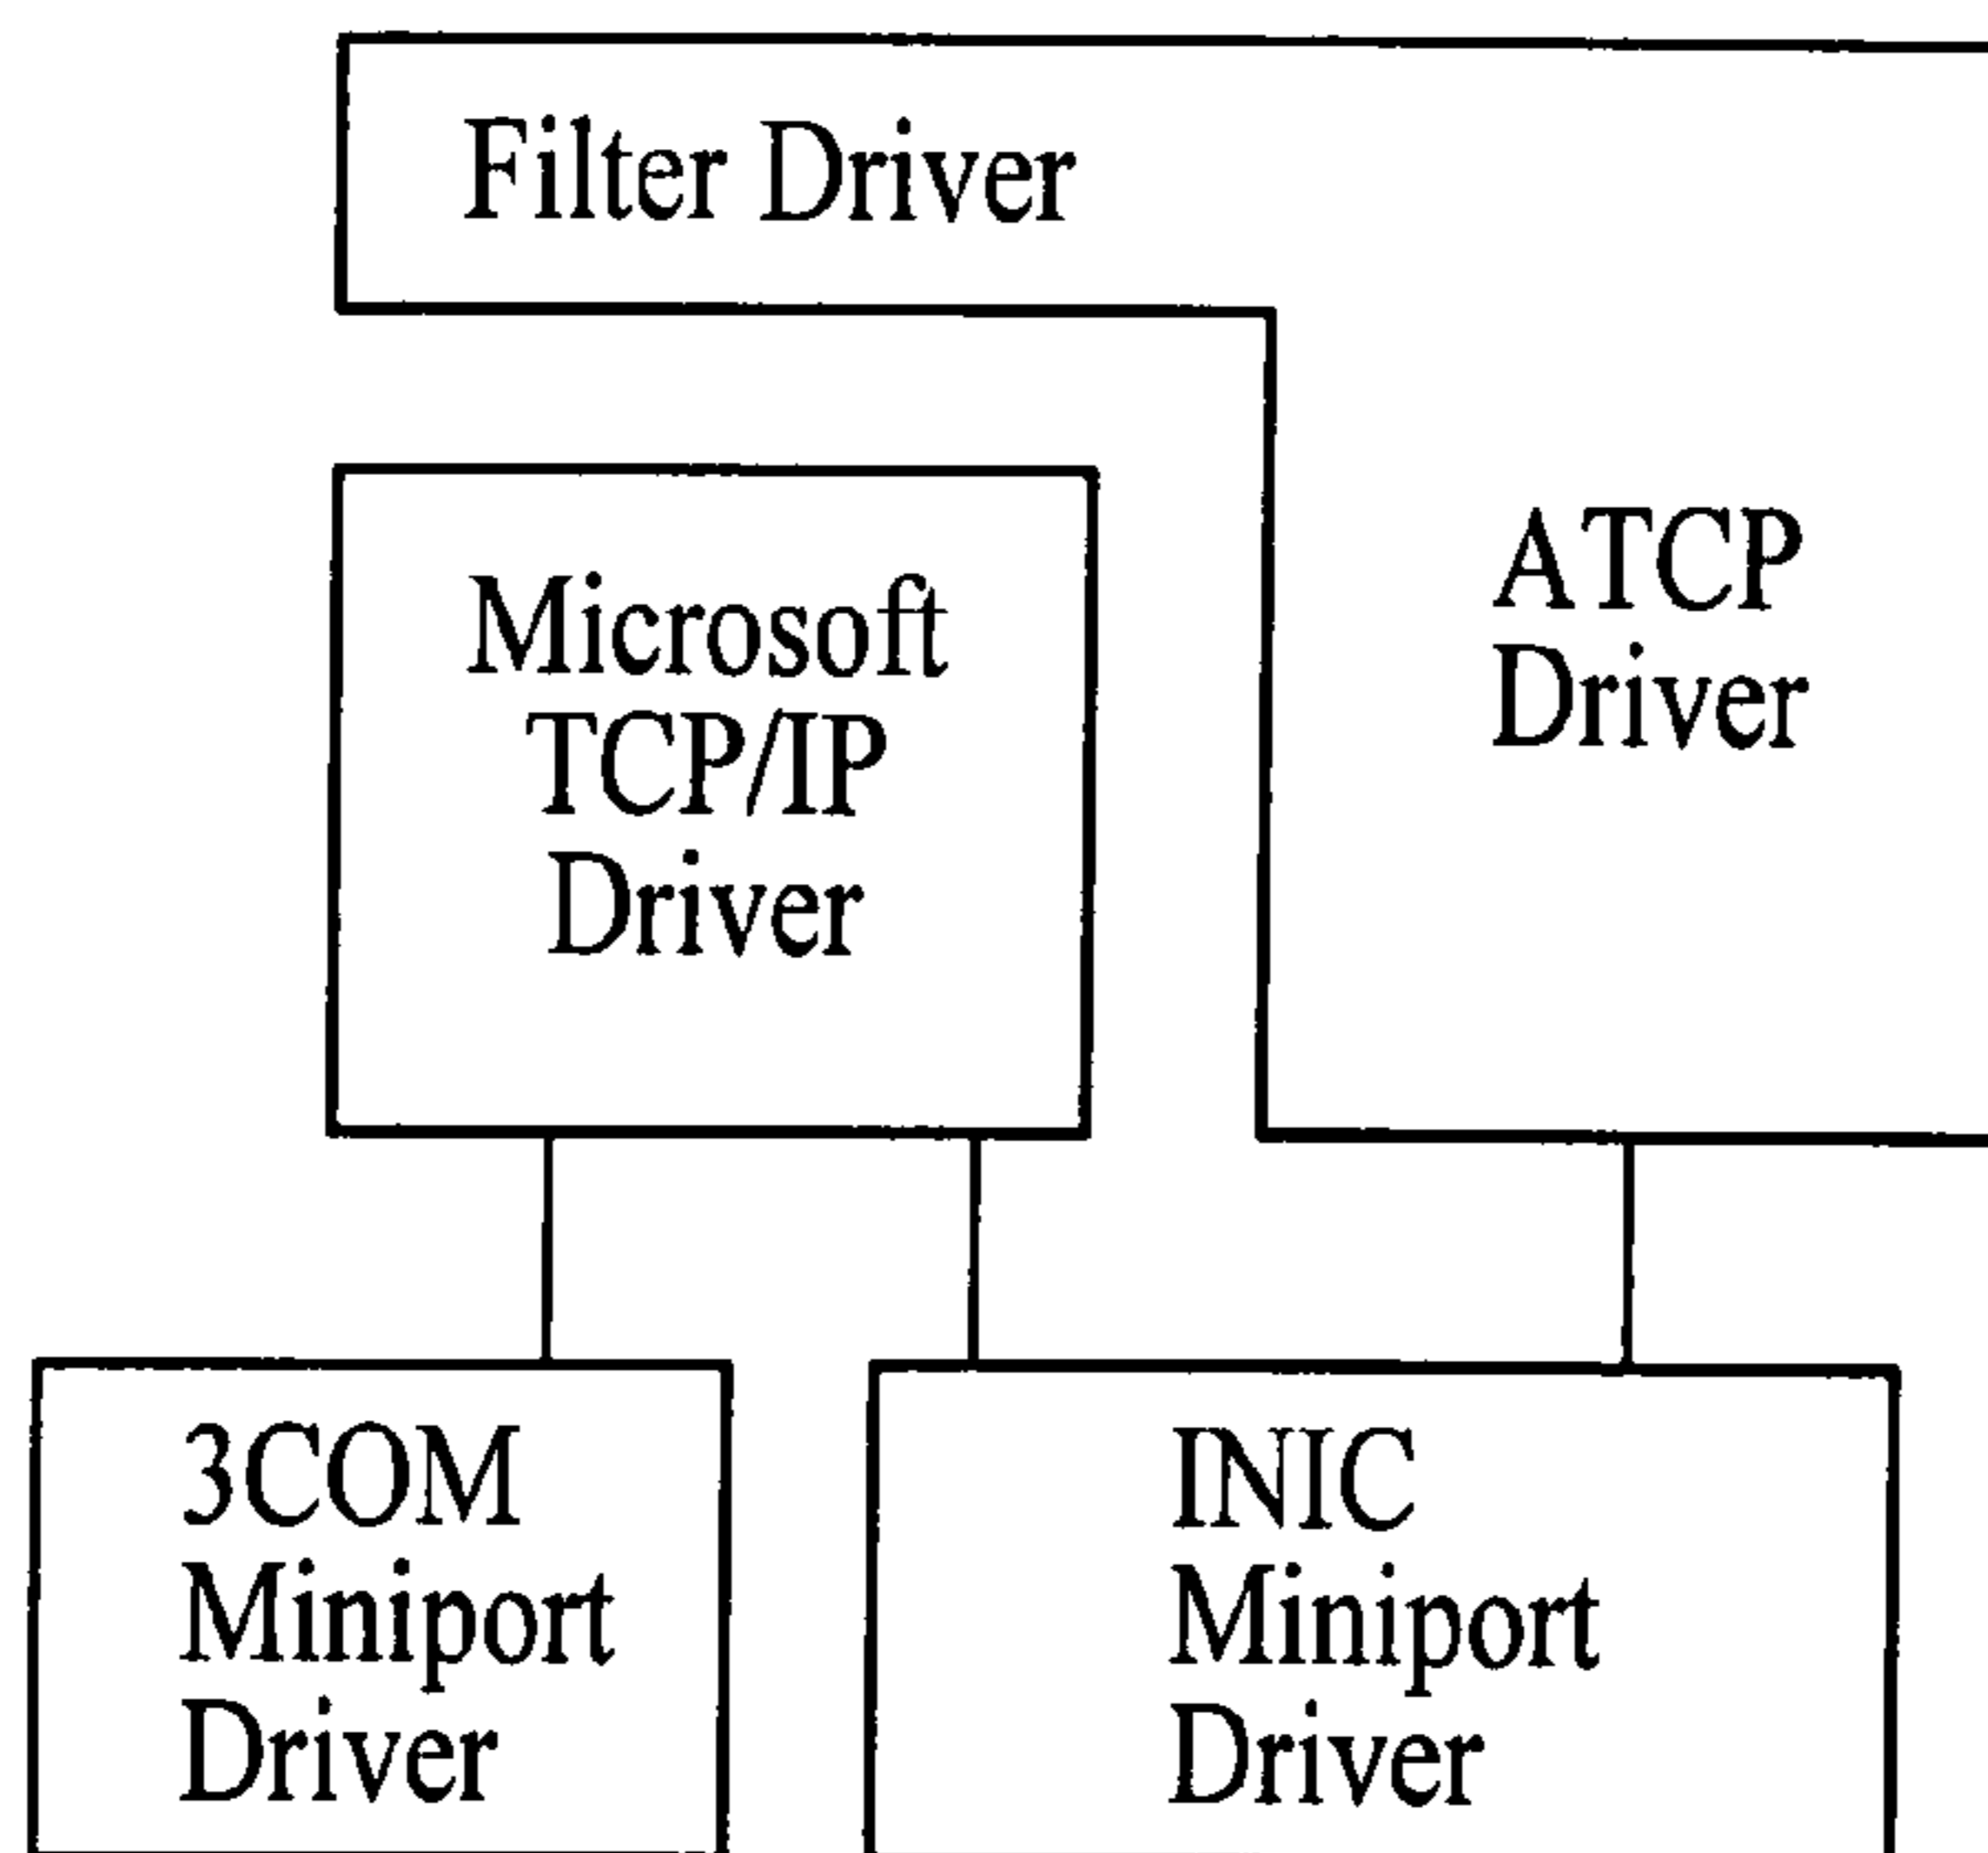 Filter Driver
ATCP
Driver
Microsoft
TCP/IP
Driver
3COM
Miniport
Driver
INIC
Miniport
Driver